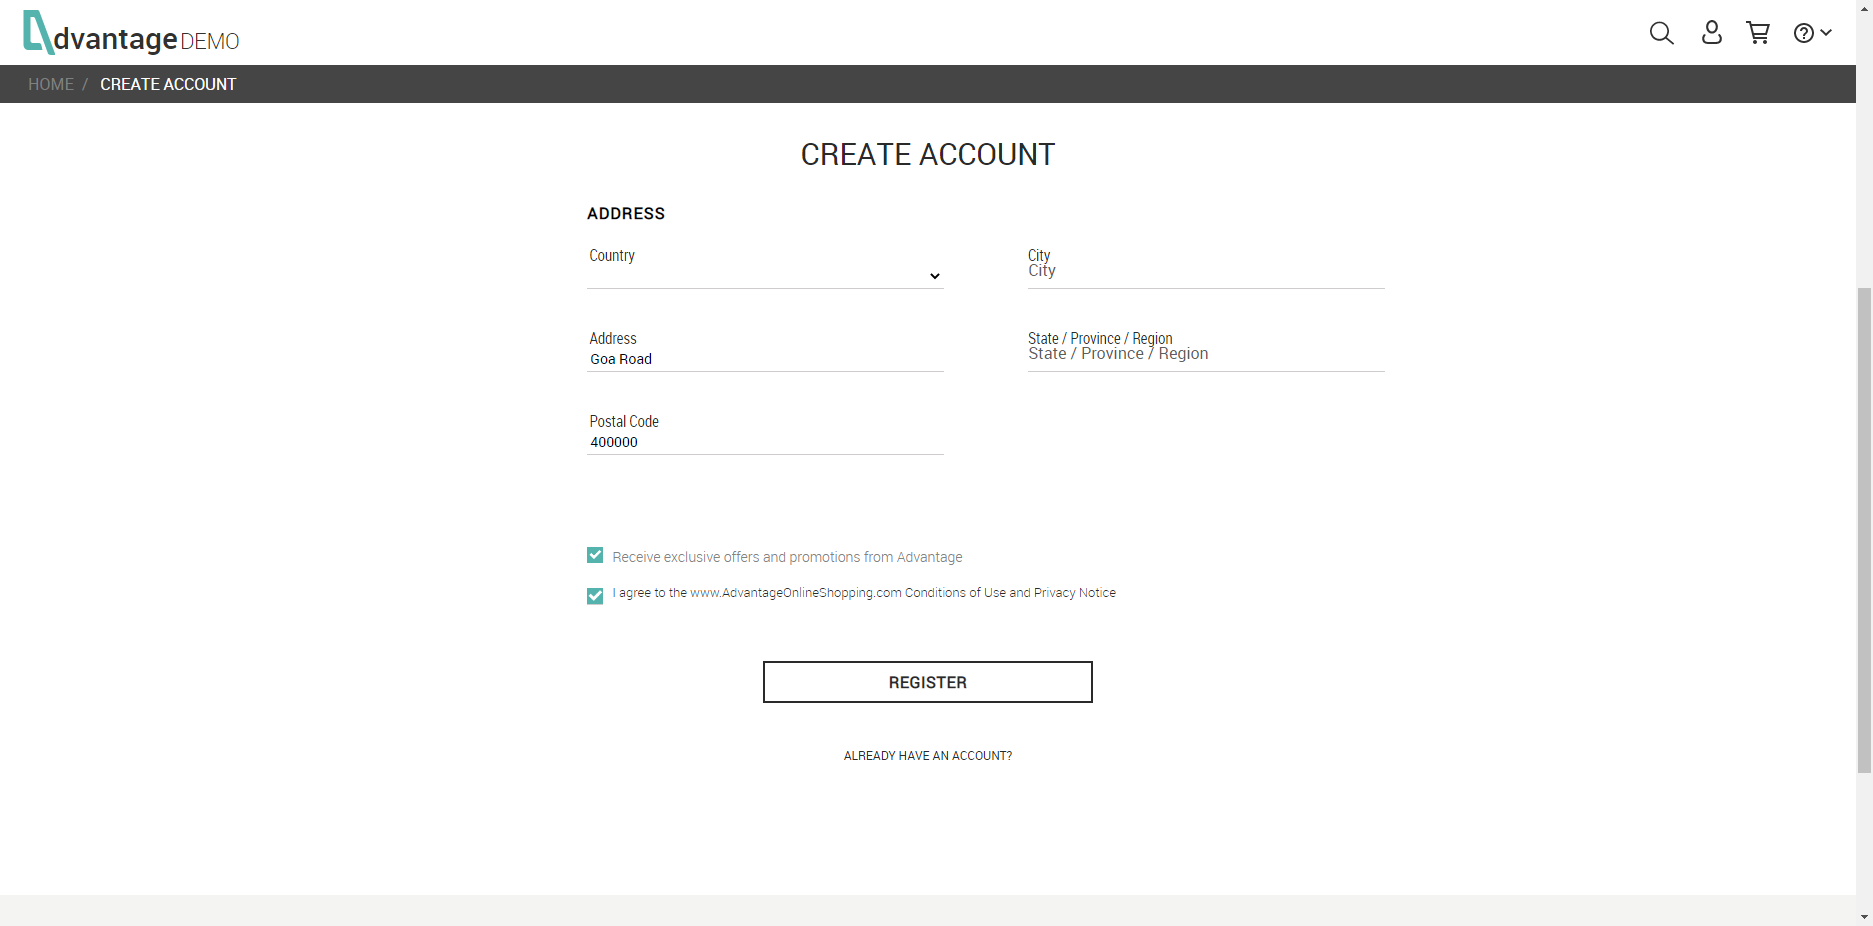 dvantage DEMO
HOME / CREATE ACCOUNT
CREATE ACCOUNT
ADDRESS
Country
City
City
Address
Goa Road
State / Province / Region
State / Province / Region
Postal Code
400000
Receive exclusive offers and promotions from Advantage
I agree to the www.AdvantageOnlineShopping.com Conditions of Use and Privacy Notice
REGISTER
ALREADY HAVE AN ACCOUNT?